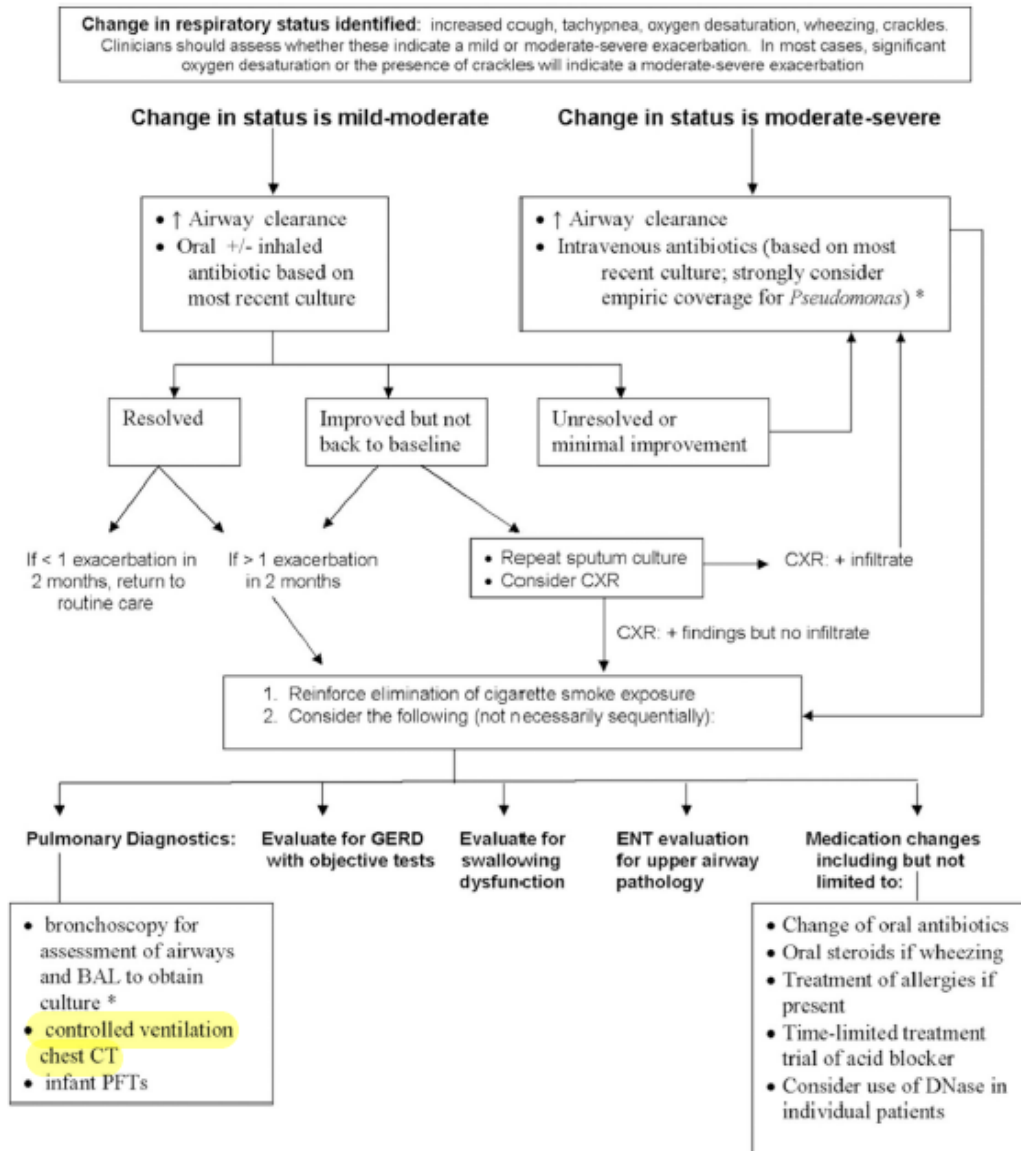 Change in respiratory status identified: increased cough, tachypnea, oxygen desaturation, wheezing, crackles.
Clinicians should assess whether these indicate a mild or moderate-severe exacerbation. In most cases, significant
oxygen desaturation or the presence of crackles will indicate a moderate-severe exacerbation
Change in status is mild-moderate
Change in status is moderate-severe
• ↑ Airway clearance
• Oral +/- inhaled
antibiotic based on
most recent culture
• ↑ Airway clearance
• Intravenous antibiotics (based on most
recent culture; strongly consider
empiric coverage for Pseudomonas) *
Resolved
Improved but not
back to baseline
Unresolved or
minimal improvement
If < 1 exacerbation in
2 months, return to
routine care
If > 1 exacerbation
in 2 months
• Repeat sputum culture
• Consider CXR
CXR: + infiltrate
CXR: + findings but no infiltrate
1. Reinforce elimination of cigarette smoke exposure
2. Consider the following (not necessarily sequentially):
Pulmonary Diagnostics:
• bronchoscopy for
assessment of airways
and BAL to obtain
culture *
• controlled ventilation
chest CT
• infant PFTs
Evaluate for GERD
with objective tests
Evaluate for
swallowing
dysfunction
ENT evaluation
for upper airway
pathology
Medication changes
including but not
limited to:
• Change of oral antibiotics
• Oral steroids if wheezing
• Treatment of allergies if
present
• Time-limited treatment
trial of acid blocker
• Consider use of DNase in
individual patients